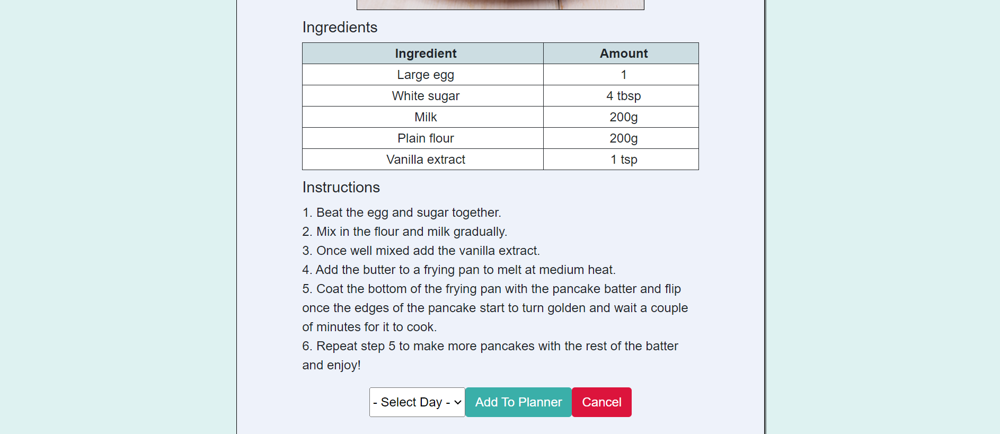 Ingredients
Ingredient Amount
Large egg 1
White sugar 4 tbsp
Milk 200g
Plain flour 200g
Vanilla extract 1 tsp
Instructions
1. Beat the egg and sugar together.
2. Mix in the flour and milk gradually.
3. Once well mixed add the vanilla extract.
4. Add the butter to a frying pan to melt at medium heat.
5. Coat the bottom of the frying pan with the pancake batter and flip
once the edges of the pancake start to turn golden and wait a couple
of minutes for it to cook.
6. Repeat step 5 to make more pancakes with the rest of the batter
and enjoy!
- Select Day - Add To Planner Cancel